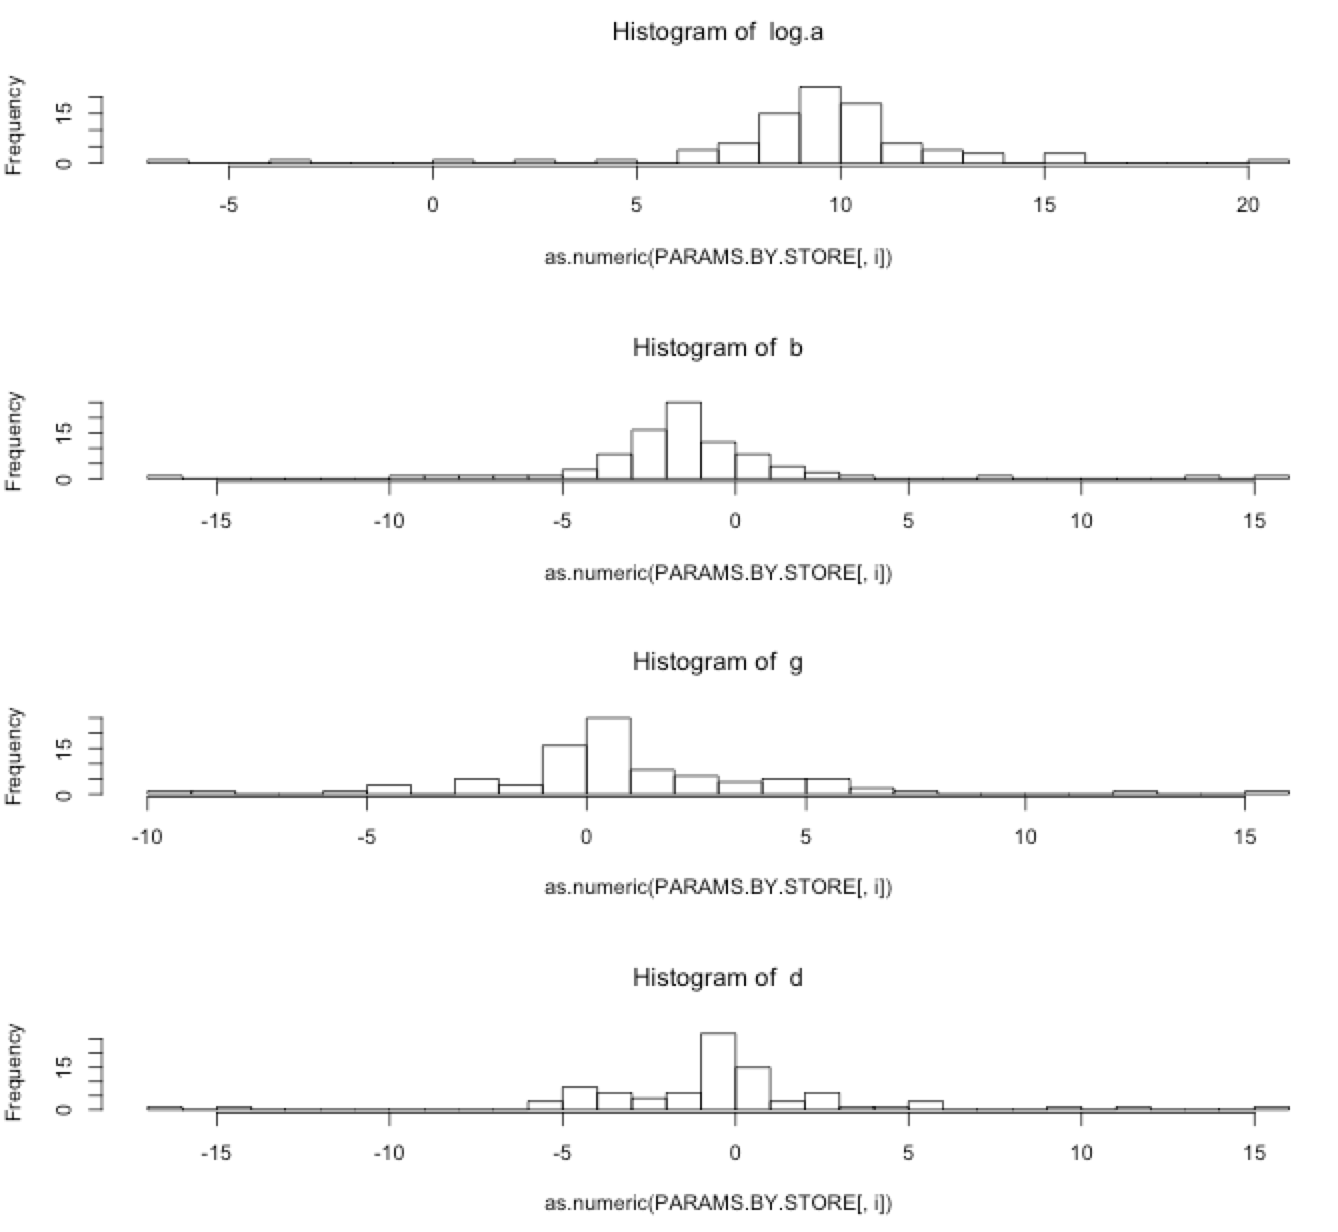 Histogram of log.a
Frequency
15
0
-5 0 5 10 15 20
as.numeric(PARAMS.BY.STORE[, i])
Histogram of b
Frequency
15
0
-15 -10 -5 0 5 10 15
as.numeric(PARAMS.BY.STORE[, i])
Histogram of g
Frequency
15
0
-10 -5 0 5 10 15
as.numeric(PARAMS.BY.STORE[, i])
Histogram of d
Frequency
15
0
-15 -10 -5 0 5 10 15
as.numeric(PARAMS.BY.STORE[, i])